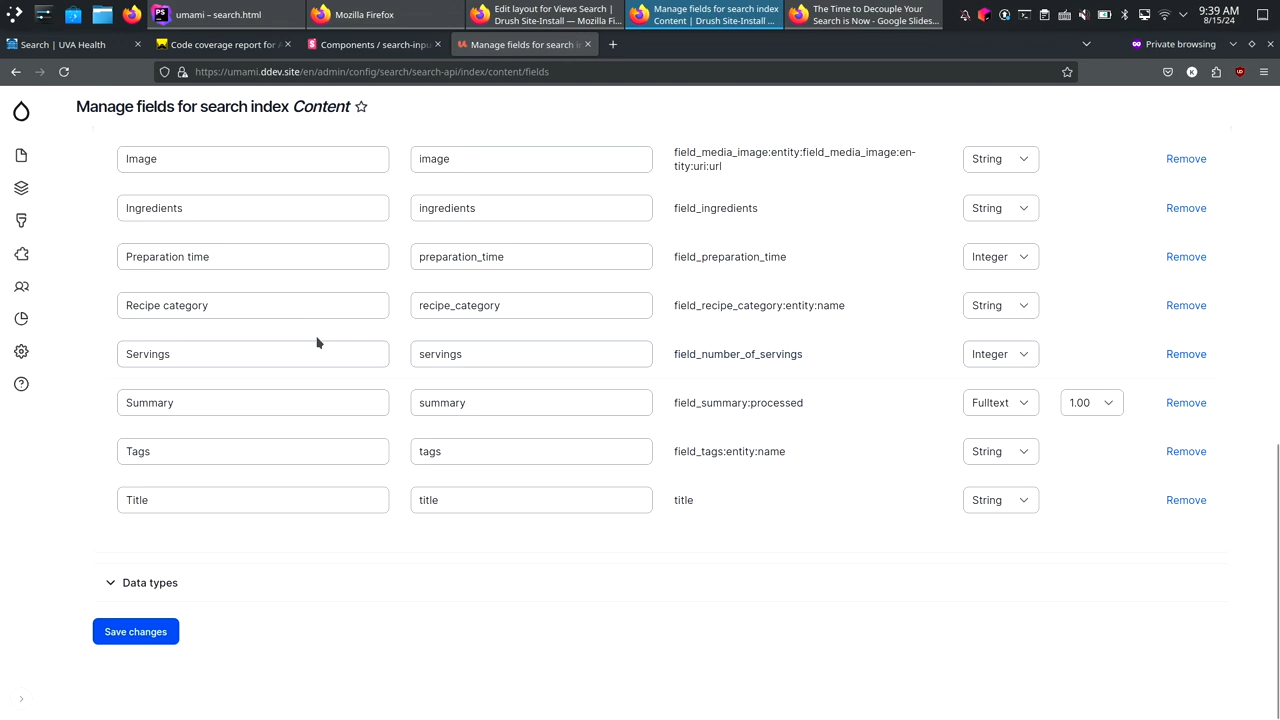 umami – search.html
Mozilla Firefox
Edit layout for Views Search |
Drush Site-Install — Mozilla Fi...
Manage fields for search index
Content | Drush Site-Install ...
The Time to Decouple Your
Search is Now - Google Slides...
9:39 AM
8/15/24
Search | UVA Health
Code coverage report for
Components / search-inpu
Manage fields for search i
Private browsing
https://umami.ddev.site/en/admin/config/search/search-api/index/content/fields
Manage fields for search index Content
Image image field_media_image:entity:field_media_image:en-
tity:uri:url String Remove
Ingredients ingredients field_ingredients String Remove
Preparation time preparation_time field_preparation_time Integer Remove
Recipe category recipe_category field_recipe_category:entity:name String Remove
Servings servings field_number_of_servings Integer Remove
Summary summary field_summary:processed Fulltext 1.00 Remove
Tags tags field_tags:entity:name String Remove
Title title title String Remove
Data types
Save changes